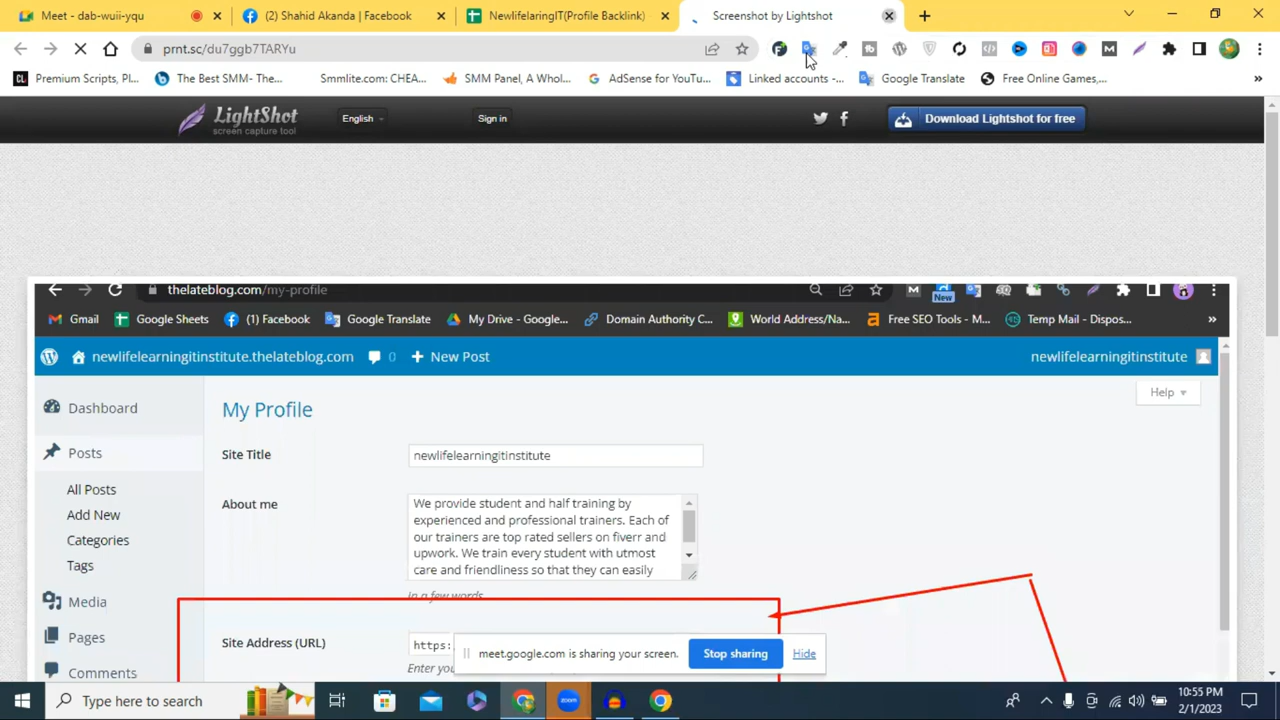 Meet - dab-wuii-yqu
(2) Shahid Akanda | Facebook
NewlifelaringIT(Profile Backlink)
Screenshot by Lightshot
prnt.sc/du7ggb7TARYu
Premium Scripts, Pl...
The Best SMM- The...
Smmlite.com: CHEA...
SMM Panel, A Whol...
AdSense for YouTu...
Linked accounts -...
Google Translate
Free Online Games,...
»
LightShot
screen capture tool
English
Sign in
Download Lightshot for free
thelateblog.com/my-profile
New
Gmail
Google Sheets
(1) Facebook
Google Translate
My Drive - Google...
Domain Authority C...
World Address/Na...
Free SEO Tools - M...
Temp Mail - Dispos...
»
newlifelearningitinstitute.thelateblog.com
0
+ New Post
newlifelearningitinstitute
Help
Dashboard
My Profile
Posts
Site Title
newlifelearningitinstitute
All Posts
About me
We provide student and half training by
experienced and professional trainers. Each of
our trainers are top rated sellers on fiverr and
upwork. We train every student with utmost
care and friendliness so that they can easily
Add New
Categories
Tags
In a few words
Media
Pages
Site Address (URL)
https:
meet.google.com is sharing your screen.
Stop sharing
Hide
Enter you
Comments
Type here to search
zoom
10:55 PM
2/1/2023